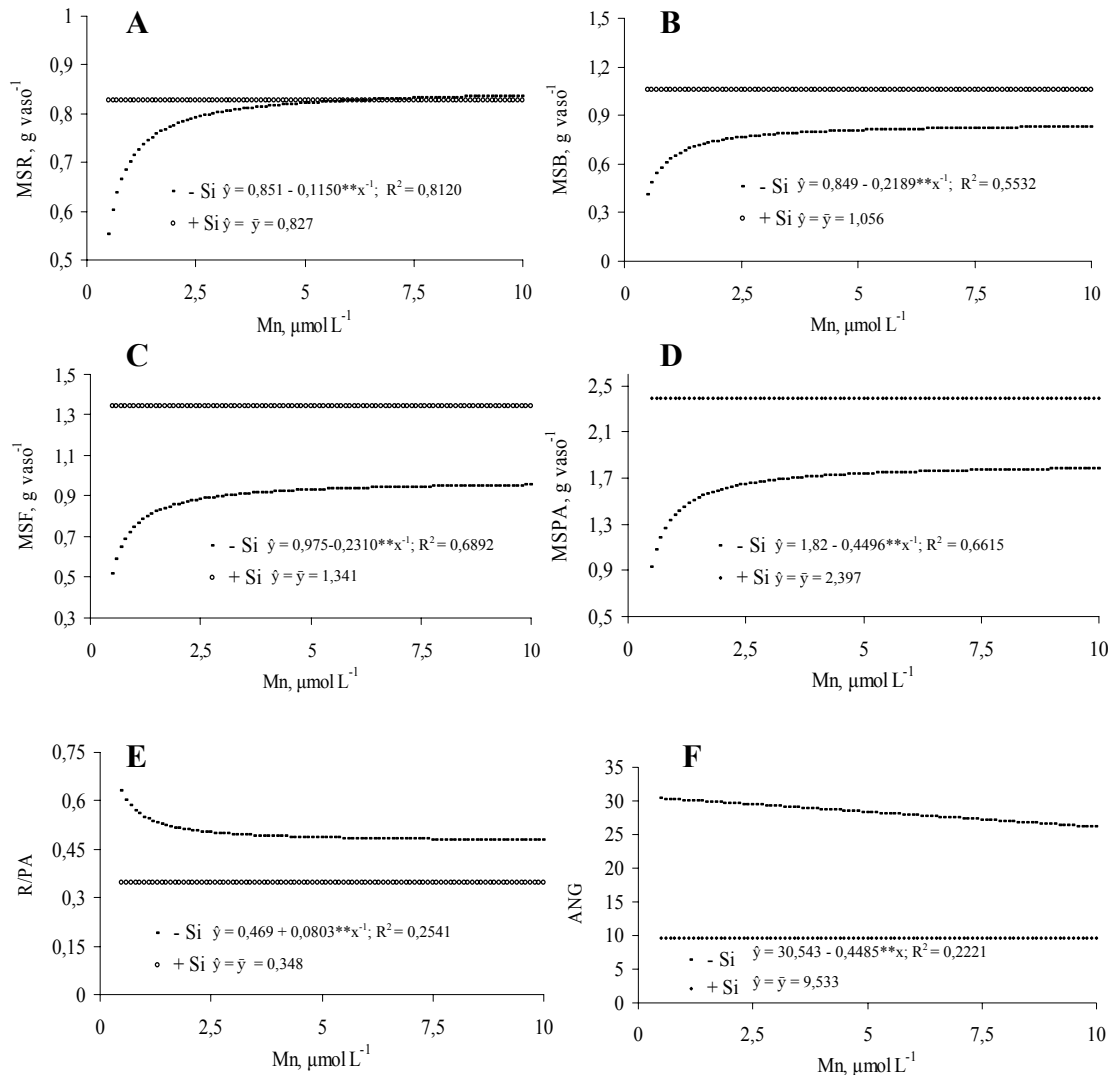 A
1
0,9
0,8
0,7
0,6
0,5
MSR, g vaso⁻¹
- Si ŷ = 0,851 - 0,1150**x⁻¹; R² = 0,8120
+ Si ŷ = ȳ = 0,827
0 2,5 5 7,5 10
Mn, µmol L⁻¹
B
1,5
1,2
0,9
0,6
0,3
0
MSB, g vaso⁻¹
- Si ŷ = 0,849 - 0,2189**x⁻¹; R² = 0,5532
+ Si ŷ = ȳ = 1,056
0 2,5 5 7,5 10
Mn, µmol L⁻¹
C
1,5
1,3
1,1
0,9
0,7
0,5
0,3
MSF, g vaso⁻¹
- Si ŷ = 0,975-0,2310**x⁻¹; R² = 0,6892
+ Si ŷ = ȳ = 1,341
0 2,5 5 7,5 10
Mn, µmol L⁻¹
D
2,5
2,1
1,7
1,3
0,9
0,5
MSPA, g vaso⁻¹
- Si ŷ = 1,82 - 0,4496**x⁻¹; R² = 0,6615
+ Si ŷ = ȳ = 2,397
0 2,5 5 7,5 10
Mn, µmol L⁻¹
E
0,75
0,6
0,45
0,3
0,15
0
R/PA
- Si ŷ = 0,469 + 0,0803**x⁻¹; R² = 0,2541
+ Si ŷ = ȳ = 0,348
0 2,5 5 7,5 10
Mn, µmol L⁻¹
F
35
30
25
20
15
10
5
0
ANG
- Si ŷ = 30,543 - 0,4485**x; R² = 0,2221
+ Si ŷ = ȳ = 9,533
0 2,5 5 7,5 10
Mn, µmol L⁻¹